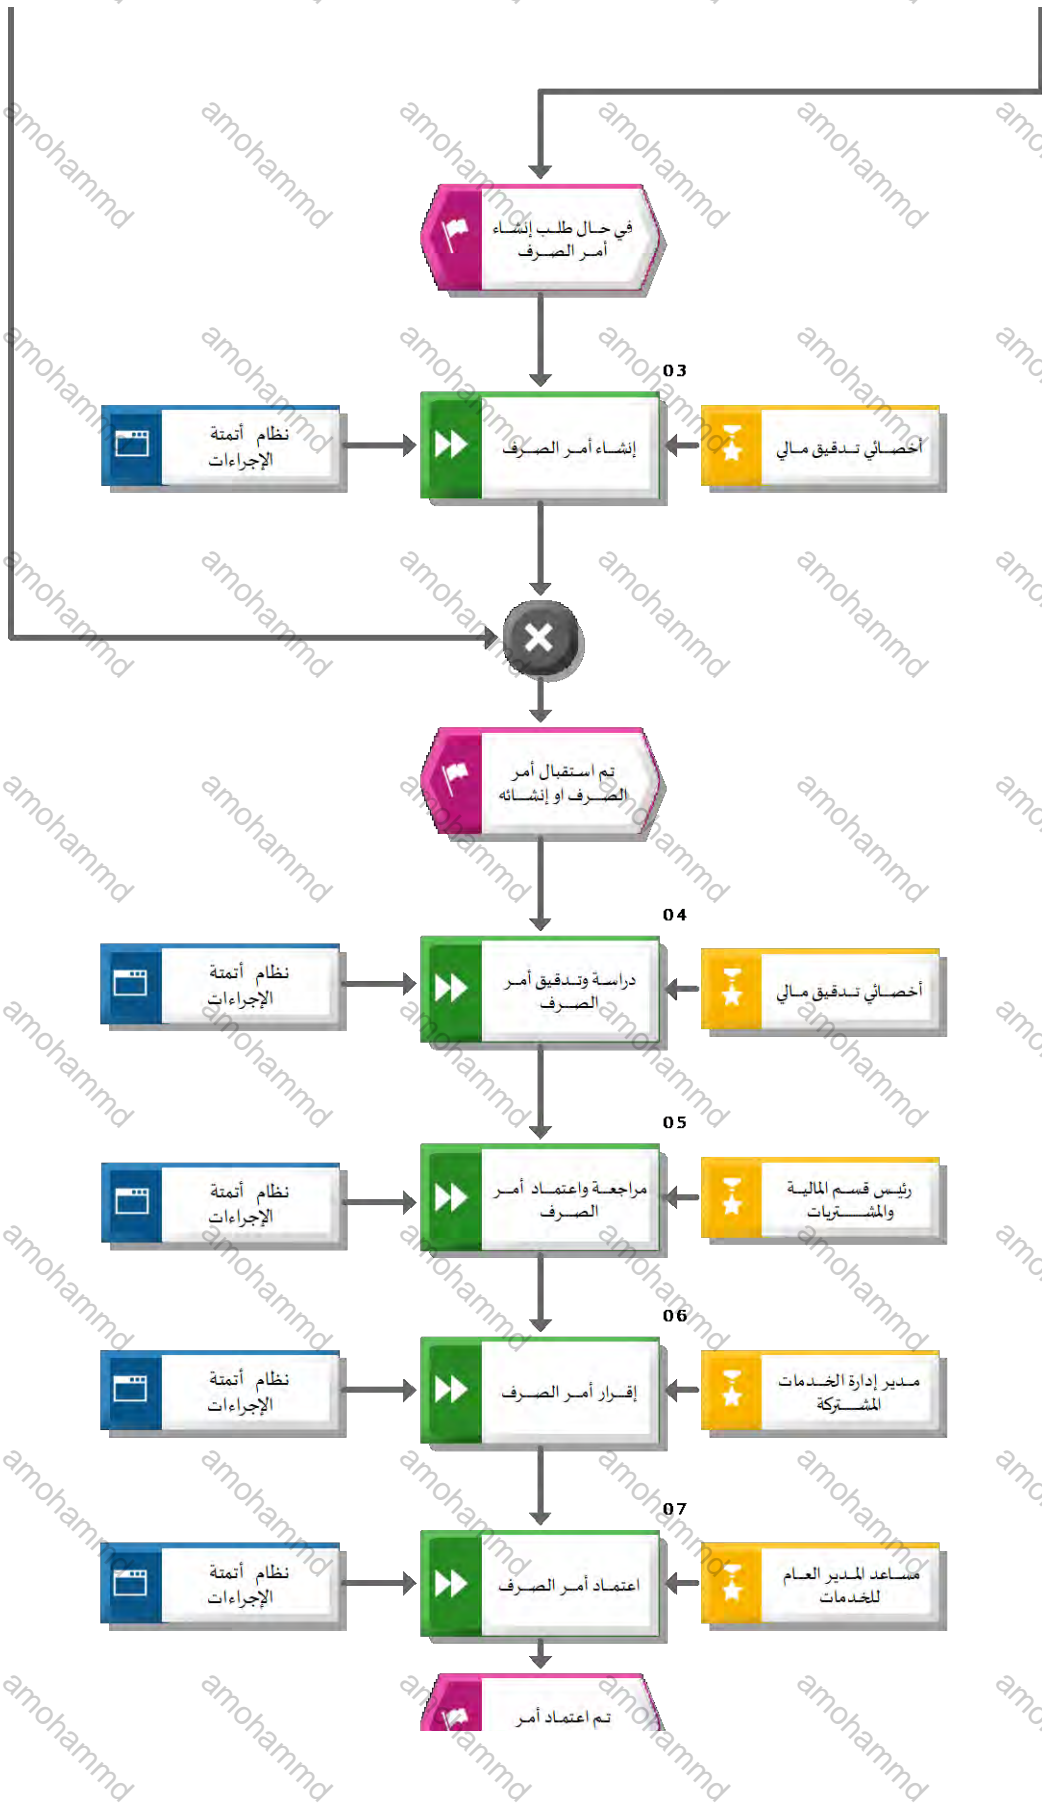 في حال طلب إنشاء
أمر الصرف
03
أخصائي تدقيق مالي
إنشاء أمر الصرف
نظام أتمتة
الإجراءات
تم استقبال أمر
الصرف او إنشائه
04
أخصائي تدقيق مالي
دراسة وتدقيق أمر
الصرف
نظام أتمتة
الإجراءات
05
رئيس قسم المالية
والمشتريات
مراجعة واعتماد أمر
الصرف
نظام أتمتة
الإجراءات
06
مدير إدارة الخدمات
المشتركة
إقرار أمر الصرف
نظام أتمتة
الإجراءات
07
مساعد المدير العام
للخدمات
اعتماد أمر الصرف
نظام أتمتة
الإجراءات
تم اعتماد أمر
amohammd